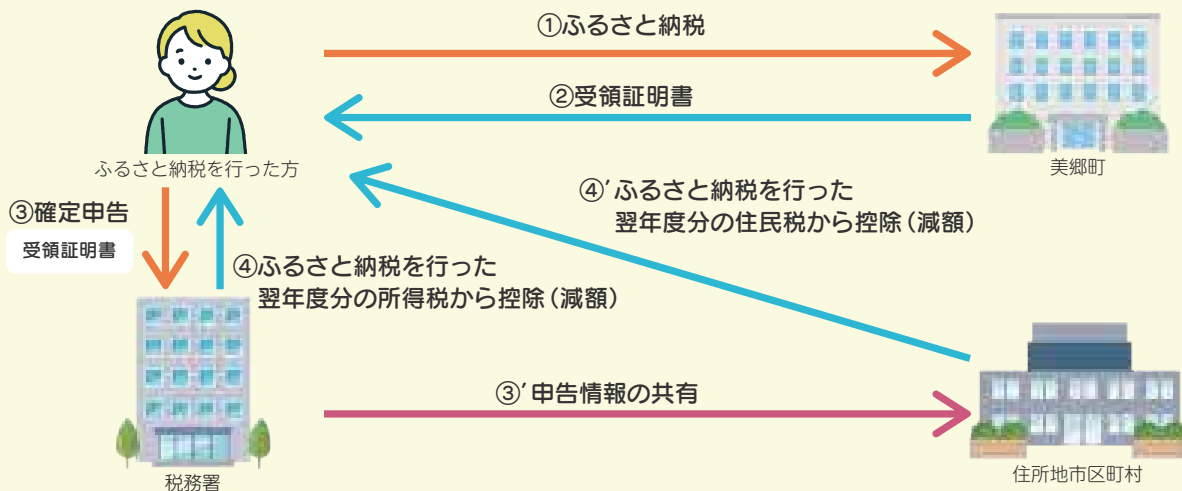 ①ふるさと納税
②受領証明書
ふるさと納税を行った方
美郷町
③確定申告
受領証明書
④’ふるさと納税を行った
翌年度分の住民税から控除(減額)
④ふるさと納税を行った
翌年度分の所得税から控除(減額)
③’申告情報の共有
税務署
住所地市区町村